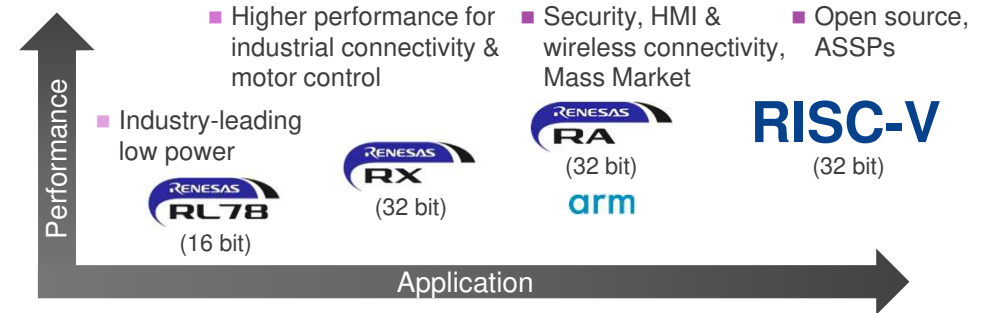 Higher performance for
industrial connectivity &
motor control
Security, HMI &
wireless connectivity,
Mass Market
Open source,
ASSPs
Performance
Industry-leading
low power
RENESAS
RL78
(16 bit)
RENESAS
RX
(32 bit)
RENESAS
RA
(32 bit)
arm
RISC-V
(32 bit)
Application